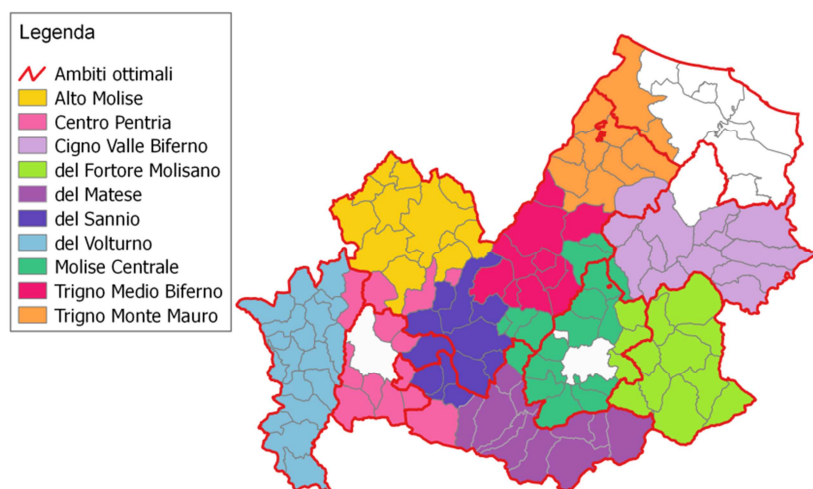 Legenda
Ambiti ottimali
Alto Molise
Centro Pentria
Cigno Valle Biferno
del Fortore Molisano
del Matese
del Sannio
del Volturno
Molise Centrale
Trigno Medio Biferno
Trigno Monte Mauro